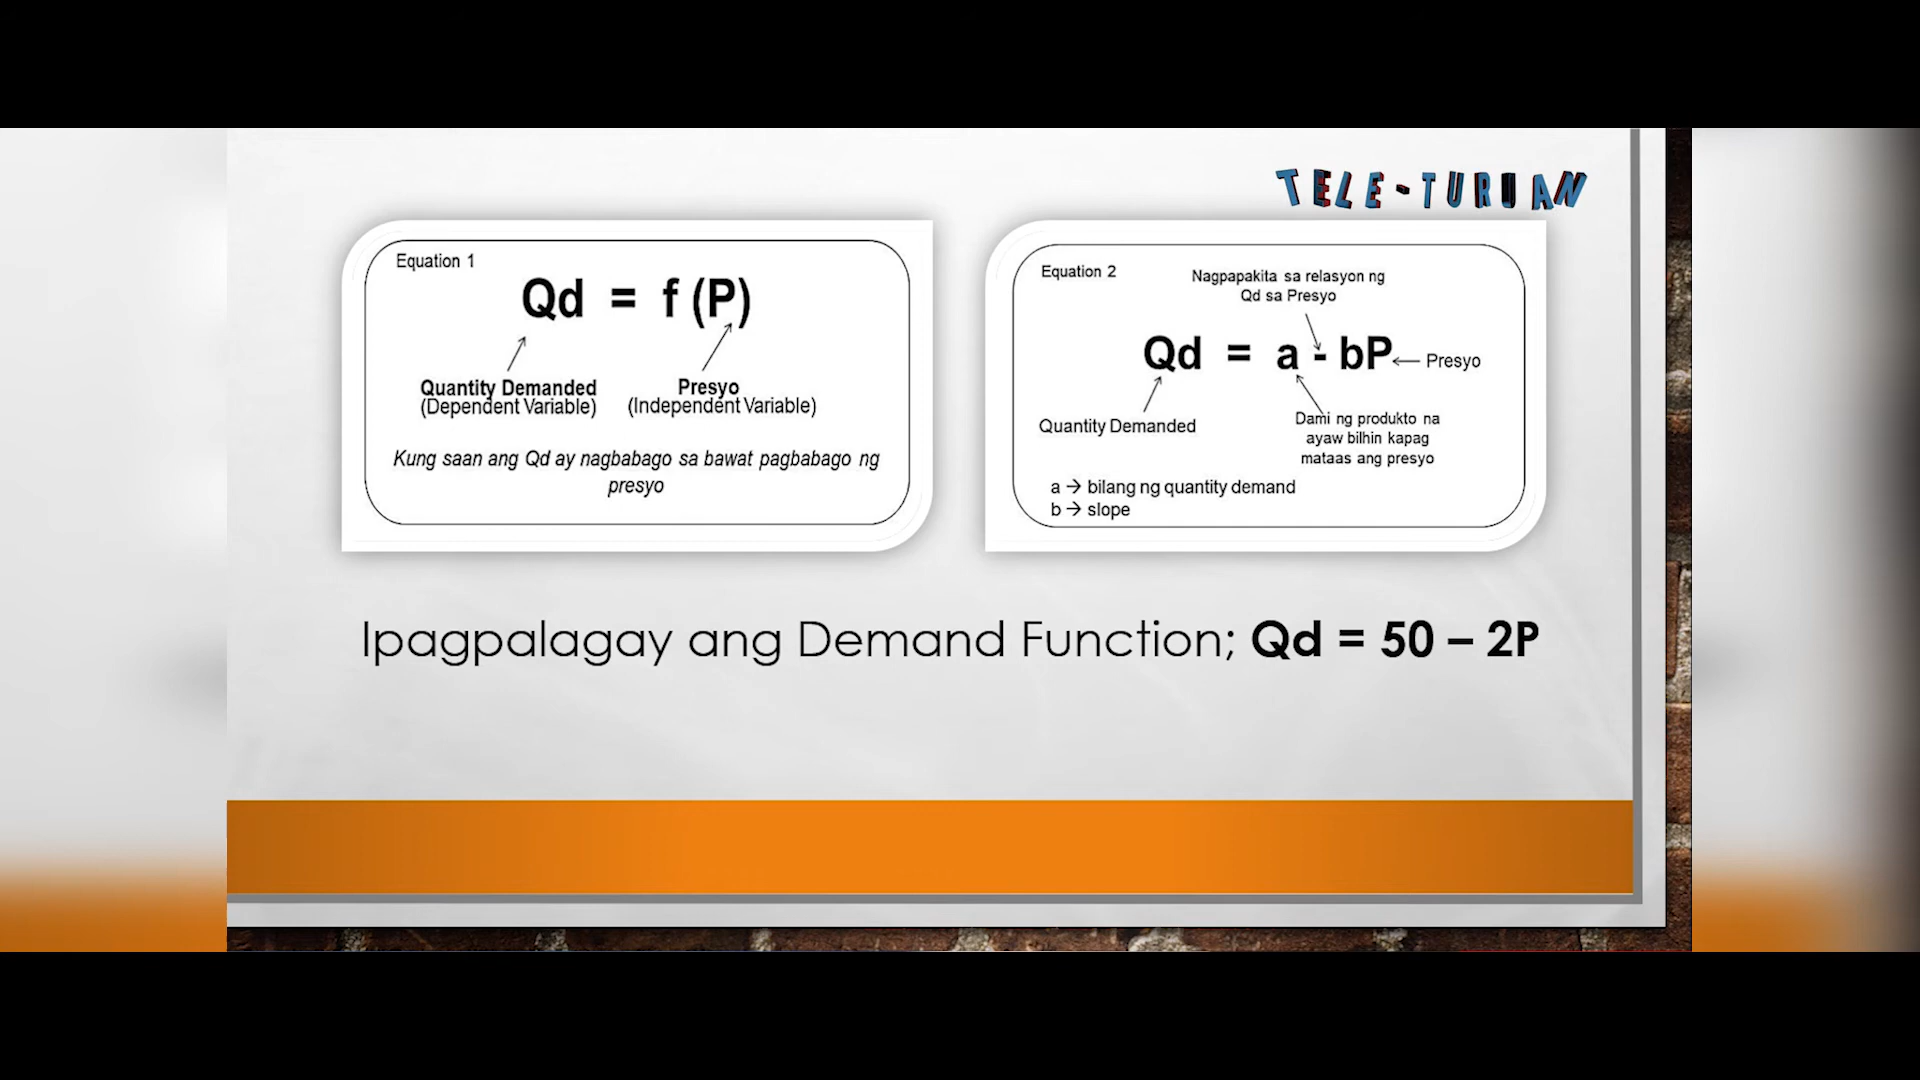 TELE-TURUAN
Equation 1
Qd = f (P)
Quantity Demanded
(Dependent Variable)
Presyo
(Independent Variable)
Kung saan ang Qd ay nagbabago sa bawat pagbabago ng
presyo
Equation 2
Nagpapakita sa relasyon ng
Qd sa Presyo
Qd = a - bP ← Presyo
Quantity Demanded
Dami ng produkto na
ayaw bilhin kapag
mataas ang presyo
a → bilang ng quantity demand
b → slope
Ipagpalagay ang Demand Function; Qd = 50 – 2P